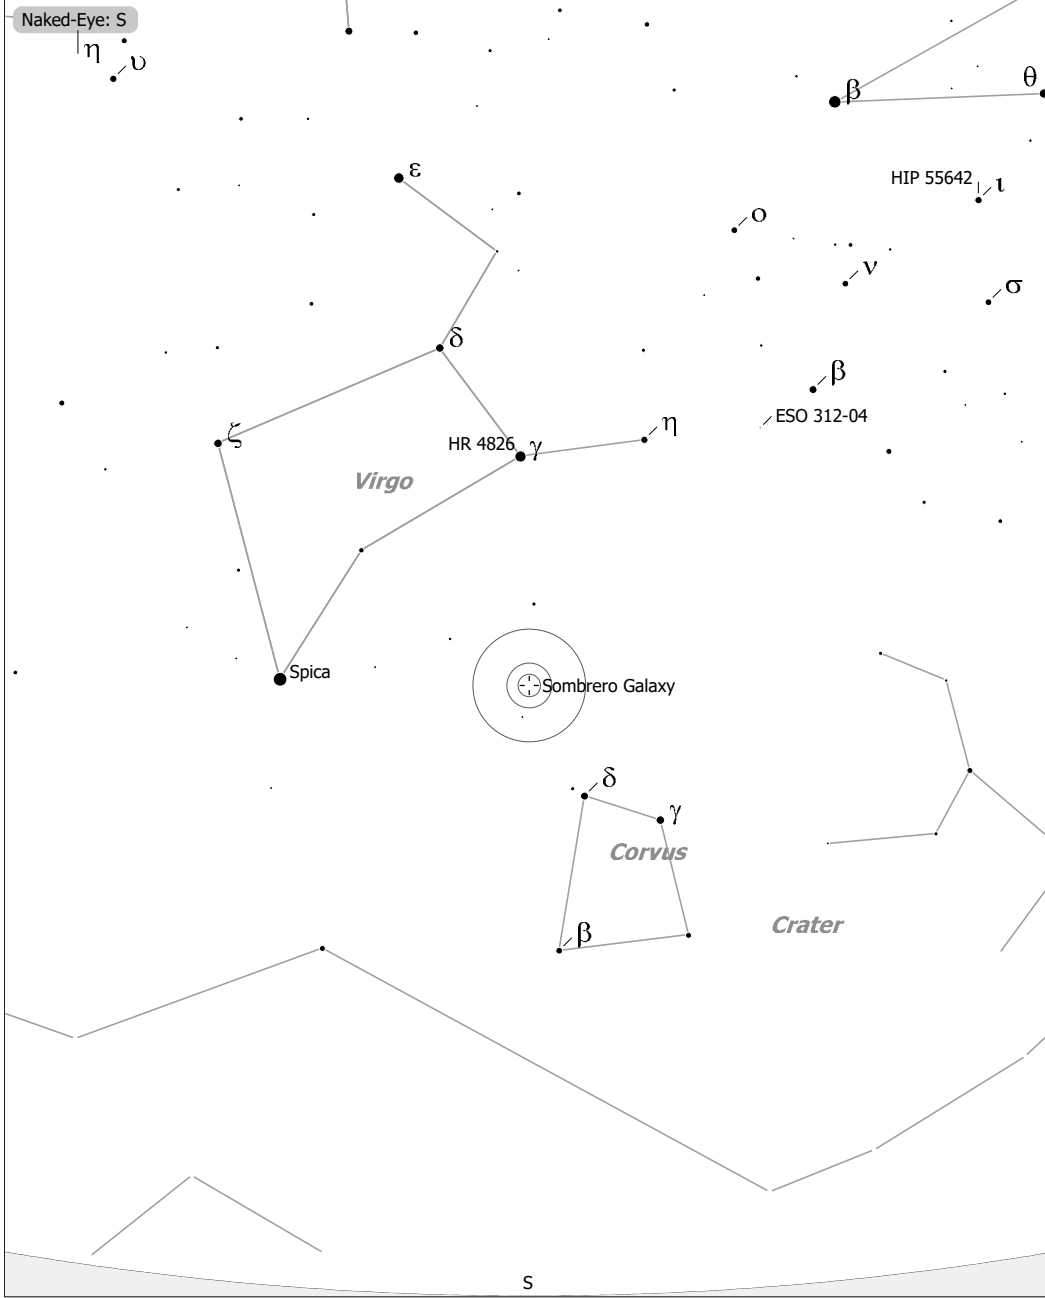 Naked-Eye: S
η
υ
β
θ
ε
HIP 55642
ι
ο
ν
σ
δ
β
ESO 312-04
ζ
HR 4826
γ
η
Virgo
Spica
Sombrero Galaxy
δ
γ
Corvus
Crater
β
S